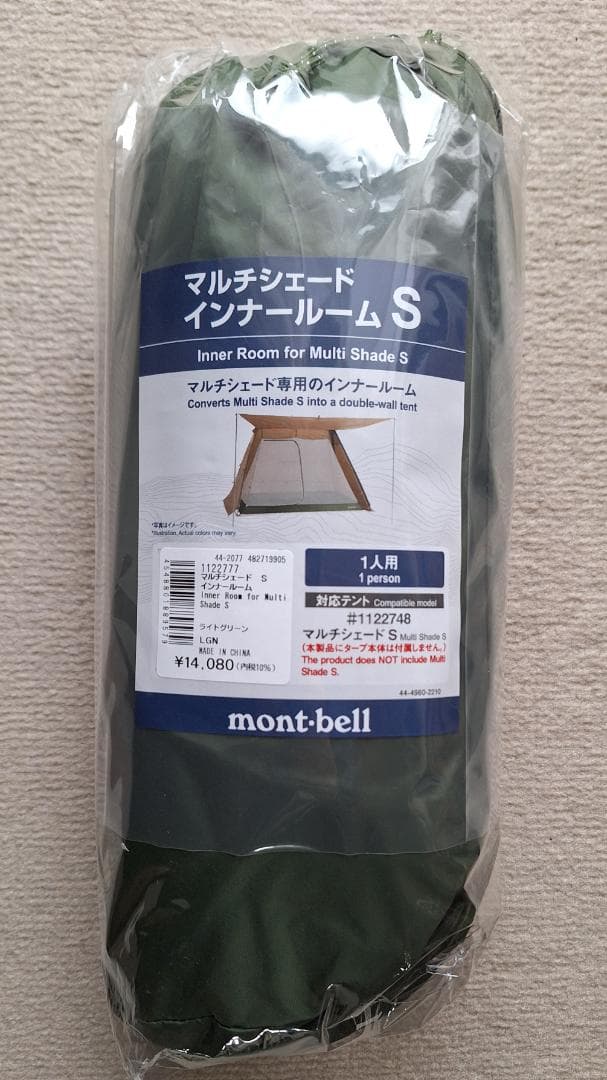 マルチシェード
インナールーム S
Inner Room for Multi Shade S
マルチシェード専用のインナールーム
Converts Multi Shade S into a double-wall tent
*写真はイメージです。
*Illustration. Actual colors may vary.
44-2077 482719905
1122777
マルチシェード S
インナールーム
Inner Room for Multi
Shade S
ライトグリーン
LGN
MADE IN CHINA
¥14,080(内税10%)
4548801889579
1人用
1 person
対応テント Compatible model
#1122748
マルチシェード S Multi Shade S
(本製品にタープ本体は付属しません。)
The product does NOT include Multi
Shade S.
44-4960-2210
mont-bell